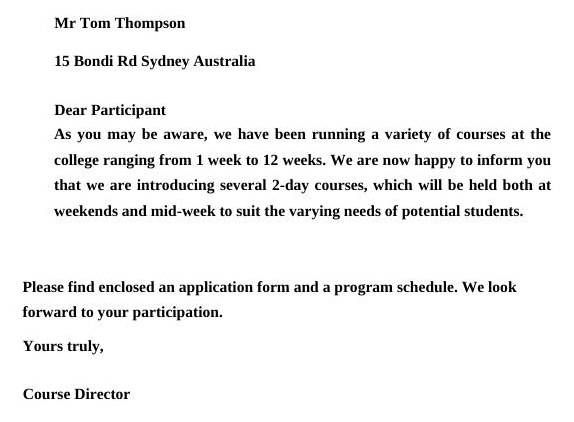 Mr Tom Thompson
15 Bondi Rd Sydney Australia
Dear Participant
As you may be aware, we have been running a variety of courses at the
college ranging from 1 week to 12 weeks. We are now happy to inform you
that we are introducing several 2-day courses, which will be held both at
weekends and mid-week to suit the varying needs of potential students.
Please find enclosed an application form and a program schedule. We look
forward to your participation.
Yours truly,
Course Director